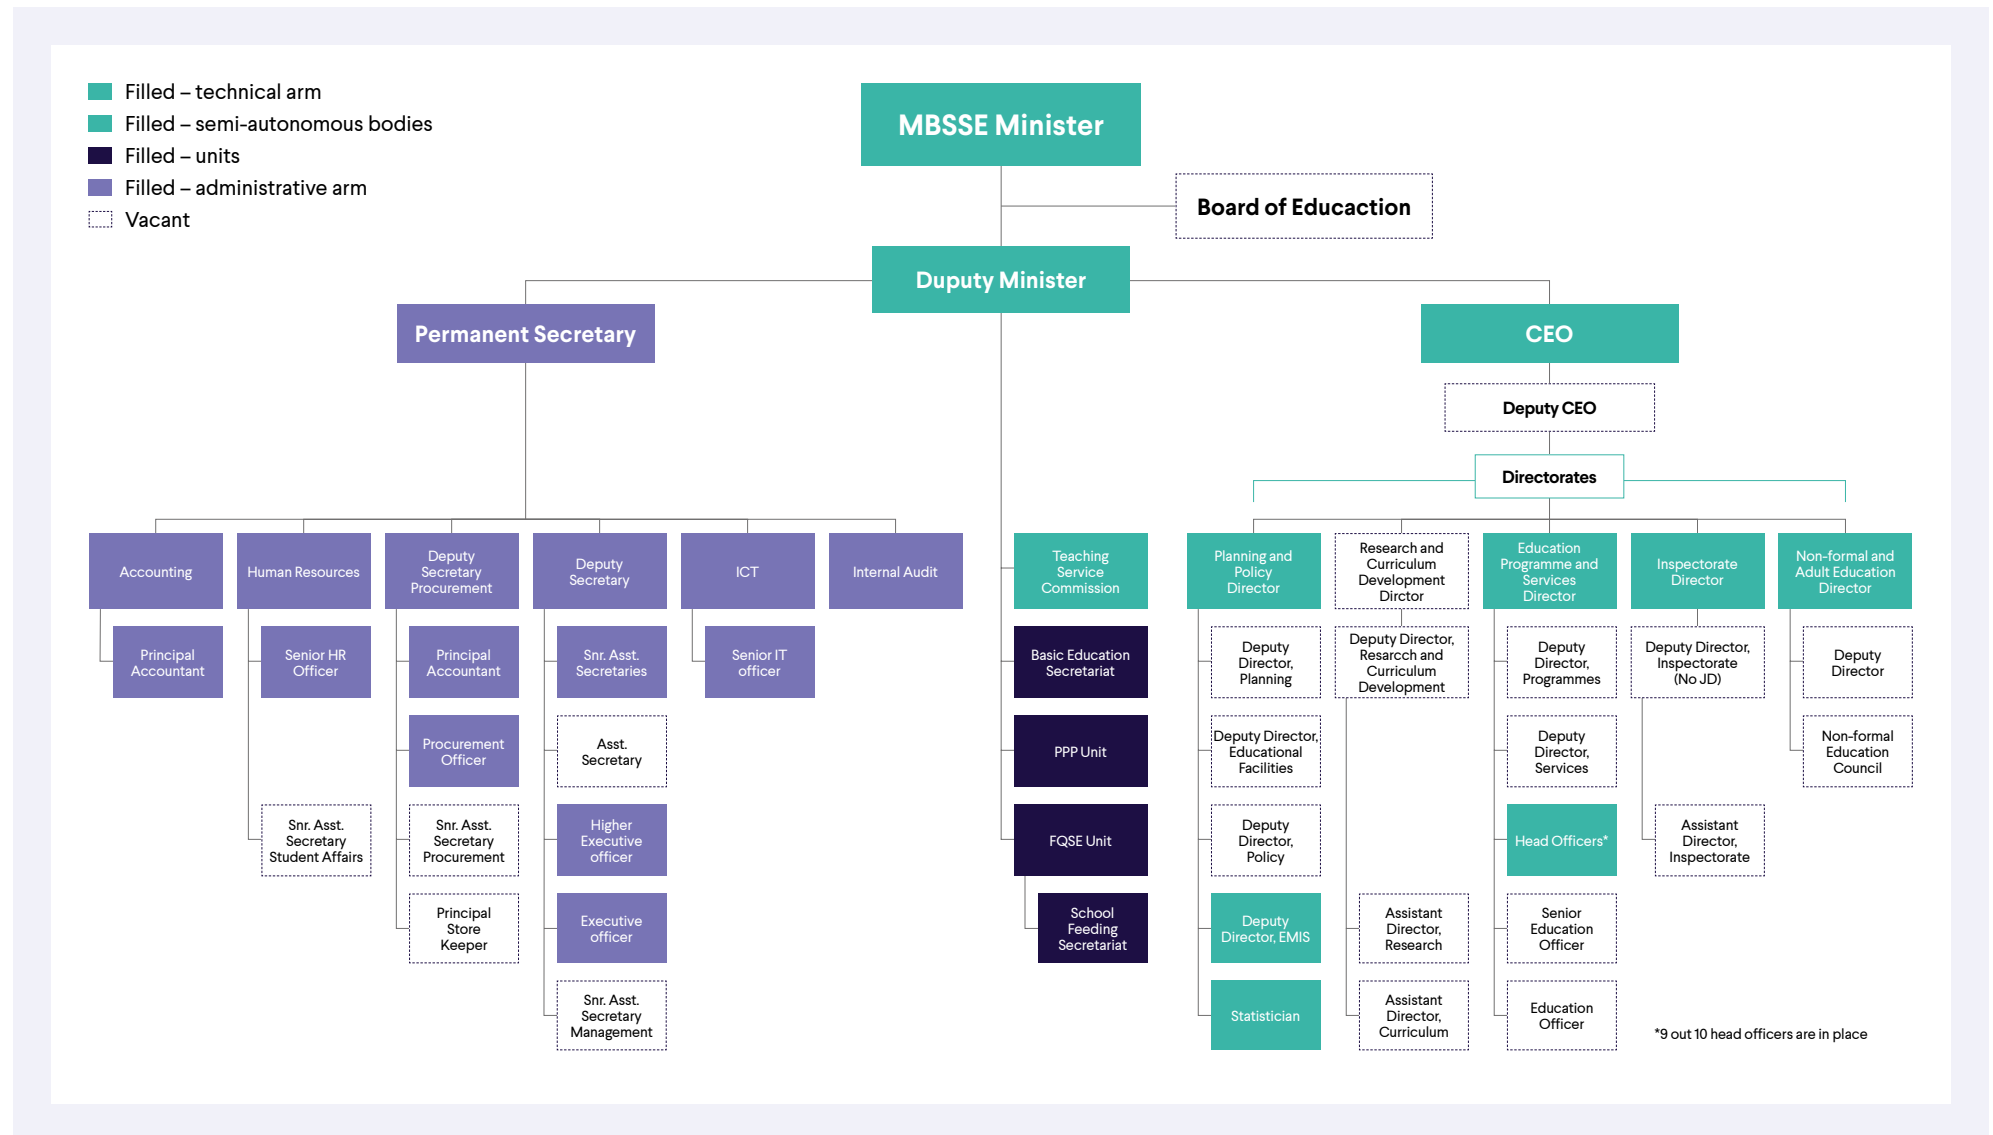 Filled – technical arm
Filled – semi-autonomous bodies
Filled – units
Filled – administrative arm
Vacant
MBSSE Minister
Board of Educaction
Duputy Minister
Permanent Secretary
CEO
Deputy CEO
Directorates
Accounting
Principal
Accountant
Human Resources
Senior HR
Officer
Snr. Asst.
Secretary
Student Affairs
Deputy
Secretary
Procurement
Principal
Accountant
Procurement
Officer
Snr. Asst.
Secretary
Procurement
Principal
Store
Keeper
Deputy
Secretary
Snr. Asst.
Secretaries
Asst.
Secretary
Higher
Executive
officer
Executive
officer
Snr. Asst.
Secretary
Management
ICT
Senior IT
officer
Internal Audit
Teaching
Service
Commission
Basic Education
Secretariat
PPP Unit
FQSE Unit
School
Feeding
Secretariat
Planning and
Policy
Director
Deputy
Director,
Planning
Deputy Director,
Educational
Facilities
Deputy
Director,
Policy
Deputy
Director, EMIS
Statistician
Research and
Curriculum
Development
Dirctor
Deputy Director,
Resarcch and
Curriculum
Development
Assistant
Director,
Research
Assistant
Director,
Curriculum
Education
Programme and
Services
Director
Deputy
Director,
Programmes
Deputy
Director,
Services
Head Officers*
Senior
Education
Officer
Education
Officer
Inspectorate
Director
Deputy Director,
Inspectorate
(No JD)
Assistant
Director,
Inspectorate
Non-formal and
Adult Education
Director
Deputy
Director
Non-formal
Education
Council
*9 out 10 head officers are in place